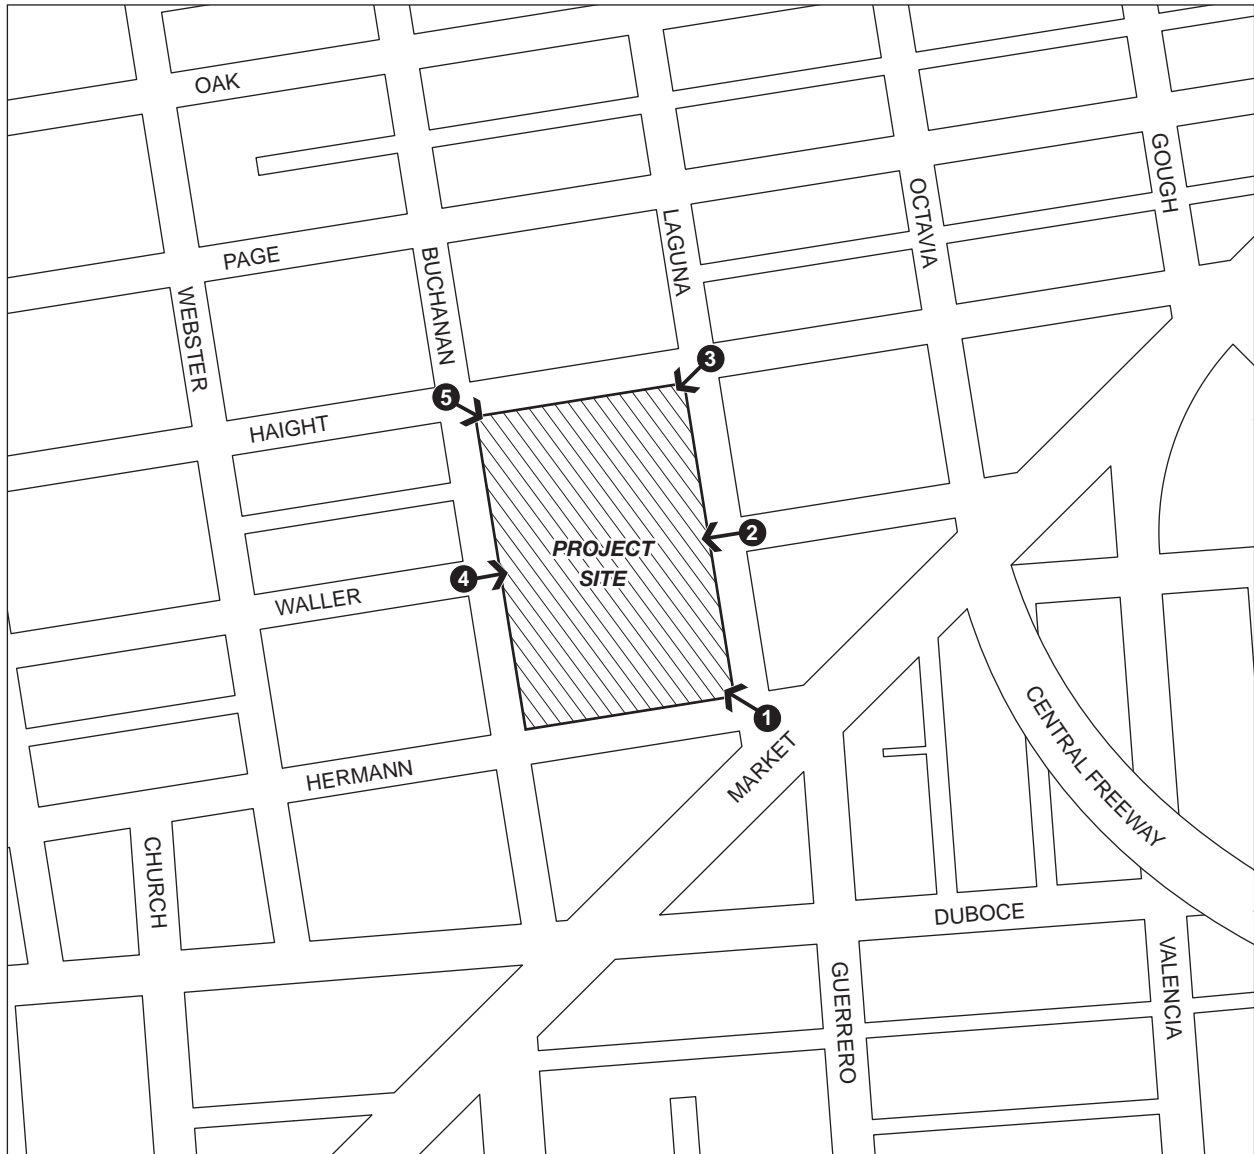 OAK
GOUGH
OCTAVIA
LAGUNA
BUCHANAN
PAGE
WEBSTER
3
5
HAIGHT
2
PROJECT
SITE
4
WALLER
1
CENTRAL FREEWAY
MARKET
HERMANN
CHURCH
DUBOCE
VALENCIA
GUERRERO